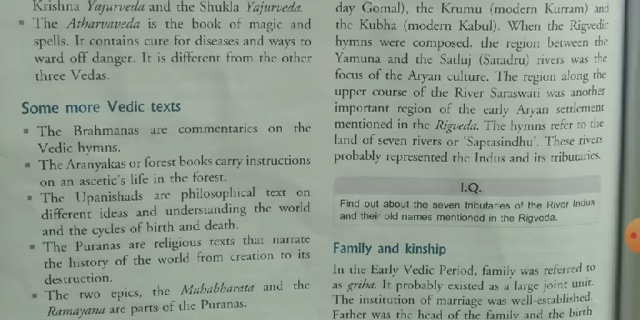 Krishna Yajurveda and the Shukla Yajurveda.
▪ The Atharvaveda is the book of magic and
spells. It contains cure for diseases and ways to
ward off danger. It is different from the other
three Vedas.
Some more Vedic texts
▪ The Brahmanas are commentaries on the
Vedic hymns.
▪ The Aranyakas or forest books carry instructions
on an ascetic's life in the forest.
▪ The Upanishads are philosophical text on
different ideas and understanding the world
and the cycles of birth and death.
▪ The Puranas are religious texts that narrate
the history of the world from creation to its
destruction.
▪ The two epics, the Mahabharata and the
Ramayana are parts of the Puranas.
day Gomal), the Krumu (modern Kurram) and
the Kubha (modern Kabul). When the Rigvedic
hymns were composed, the region between the
Yamuna and the Satluj (Satadru) rivers was the
focus of the Aryan culture. The region along the
upper course of the River Saraswati was another
important region of the early Aryan settlement
mentioned in the Rigveda. The hymns refer to the
land of seven rivers or 'Saptasindhu'. These rivers
probably represented the Indus and its tributaries.
I.Q.
Find out about the seven tributaries of the River Indus
and their old names mentioned in the Rigveda.
Family and kinship
In the Early Vedic Period, family was referred to
as griha. It probably existed as a large joint unit.
The institution of marriage was well-established.
Father was the head of the family and the birth